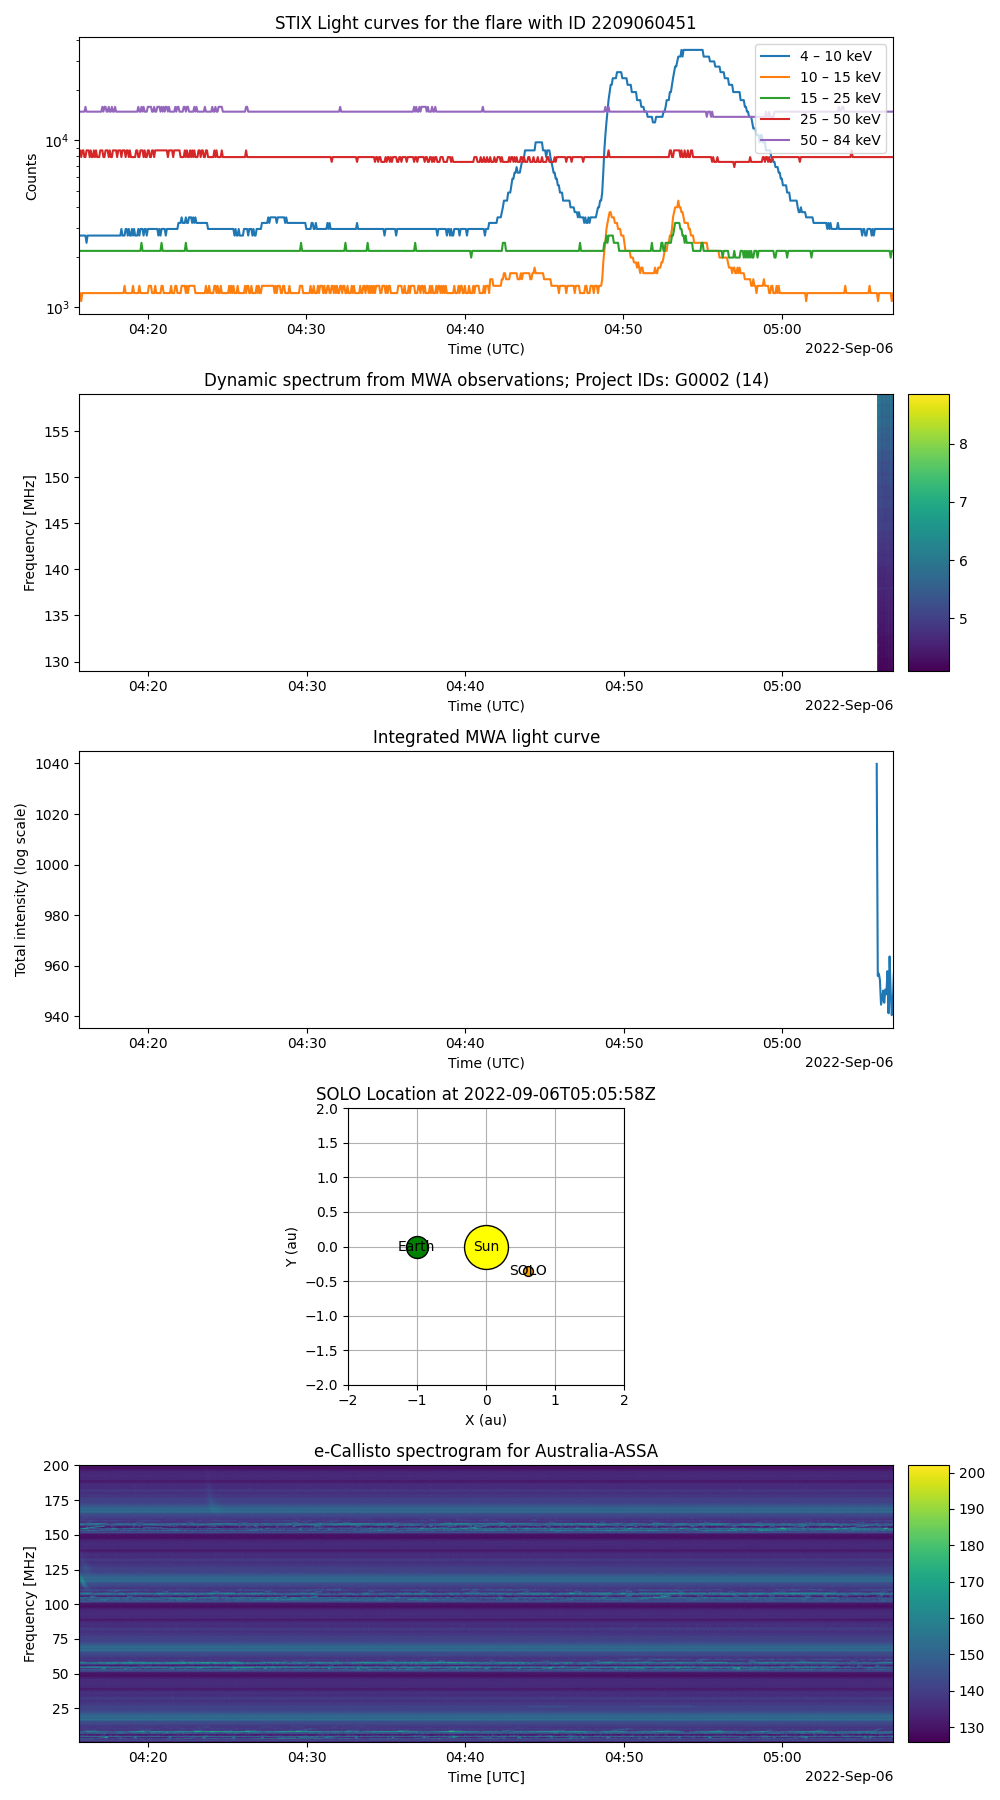 STIX Light curves for the flare with ID 2209060451
4 – 10 keV
10 – 15 keV
15 – 25 keV
25 – 50 keV
50 – 84 keV
10^4
10^3
Counts
04:20 04:30 04:40 04:50 05:00
Time (UTC)
2022-Sep-06
Dynamic spectrum from MWA observations; Project IDs: G0002 (14)
155
150
145
140
135
130
Frequency [MHz]
8
7
6
5
04:20 04:30 04:40 04:50 05:00
Time (UTC)
2022-Sep-06
Integrated MWA light curve
1040
1020
1000
980
960
940
Total intensity (log scale)
04:20 04:30 04:40 04:50 05:00
Time (UTC)
2022-Sep-06
SOLO Location at 2022-09-06T05:05:58Z
2.0
1.5
1.0
0.5
0.0
−0.5
−1.0
−1.5
−2.0
Y (au)
Earth
Sun
SOLO
−2 −1 0 1 2
X (au)
e-Callisto spectrogram for Australia-ASSA
200
175
150
125
100
75
50
25
Frequency [MHz]
200
190
180
170
160
150
140
130
04:20 04:30 04:40 04:50 05:00
Time [UTC]
2022-Sep-06